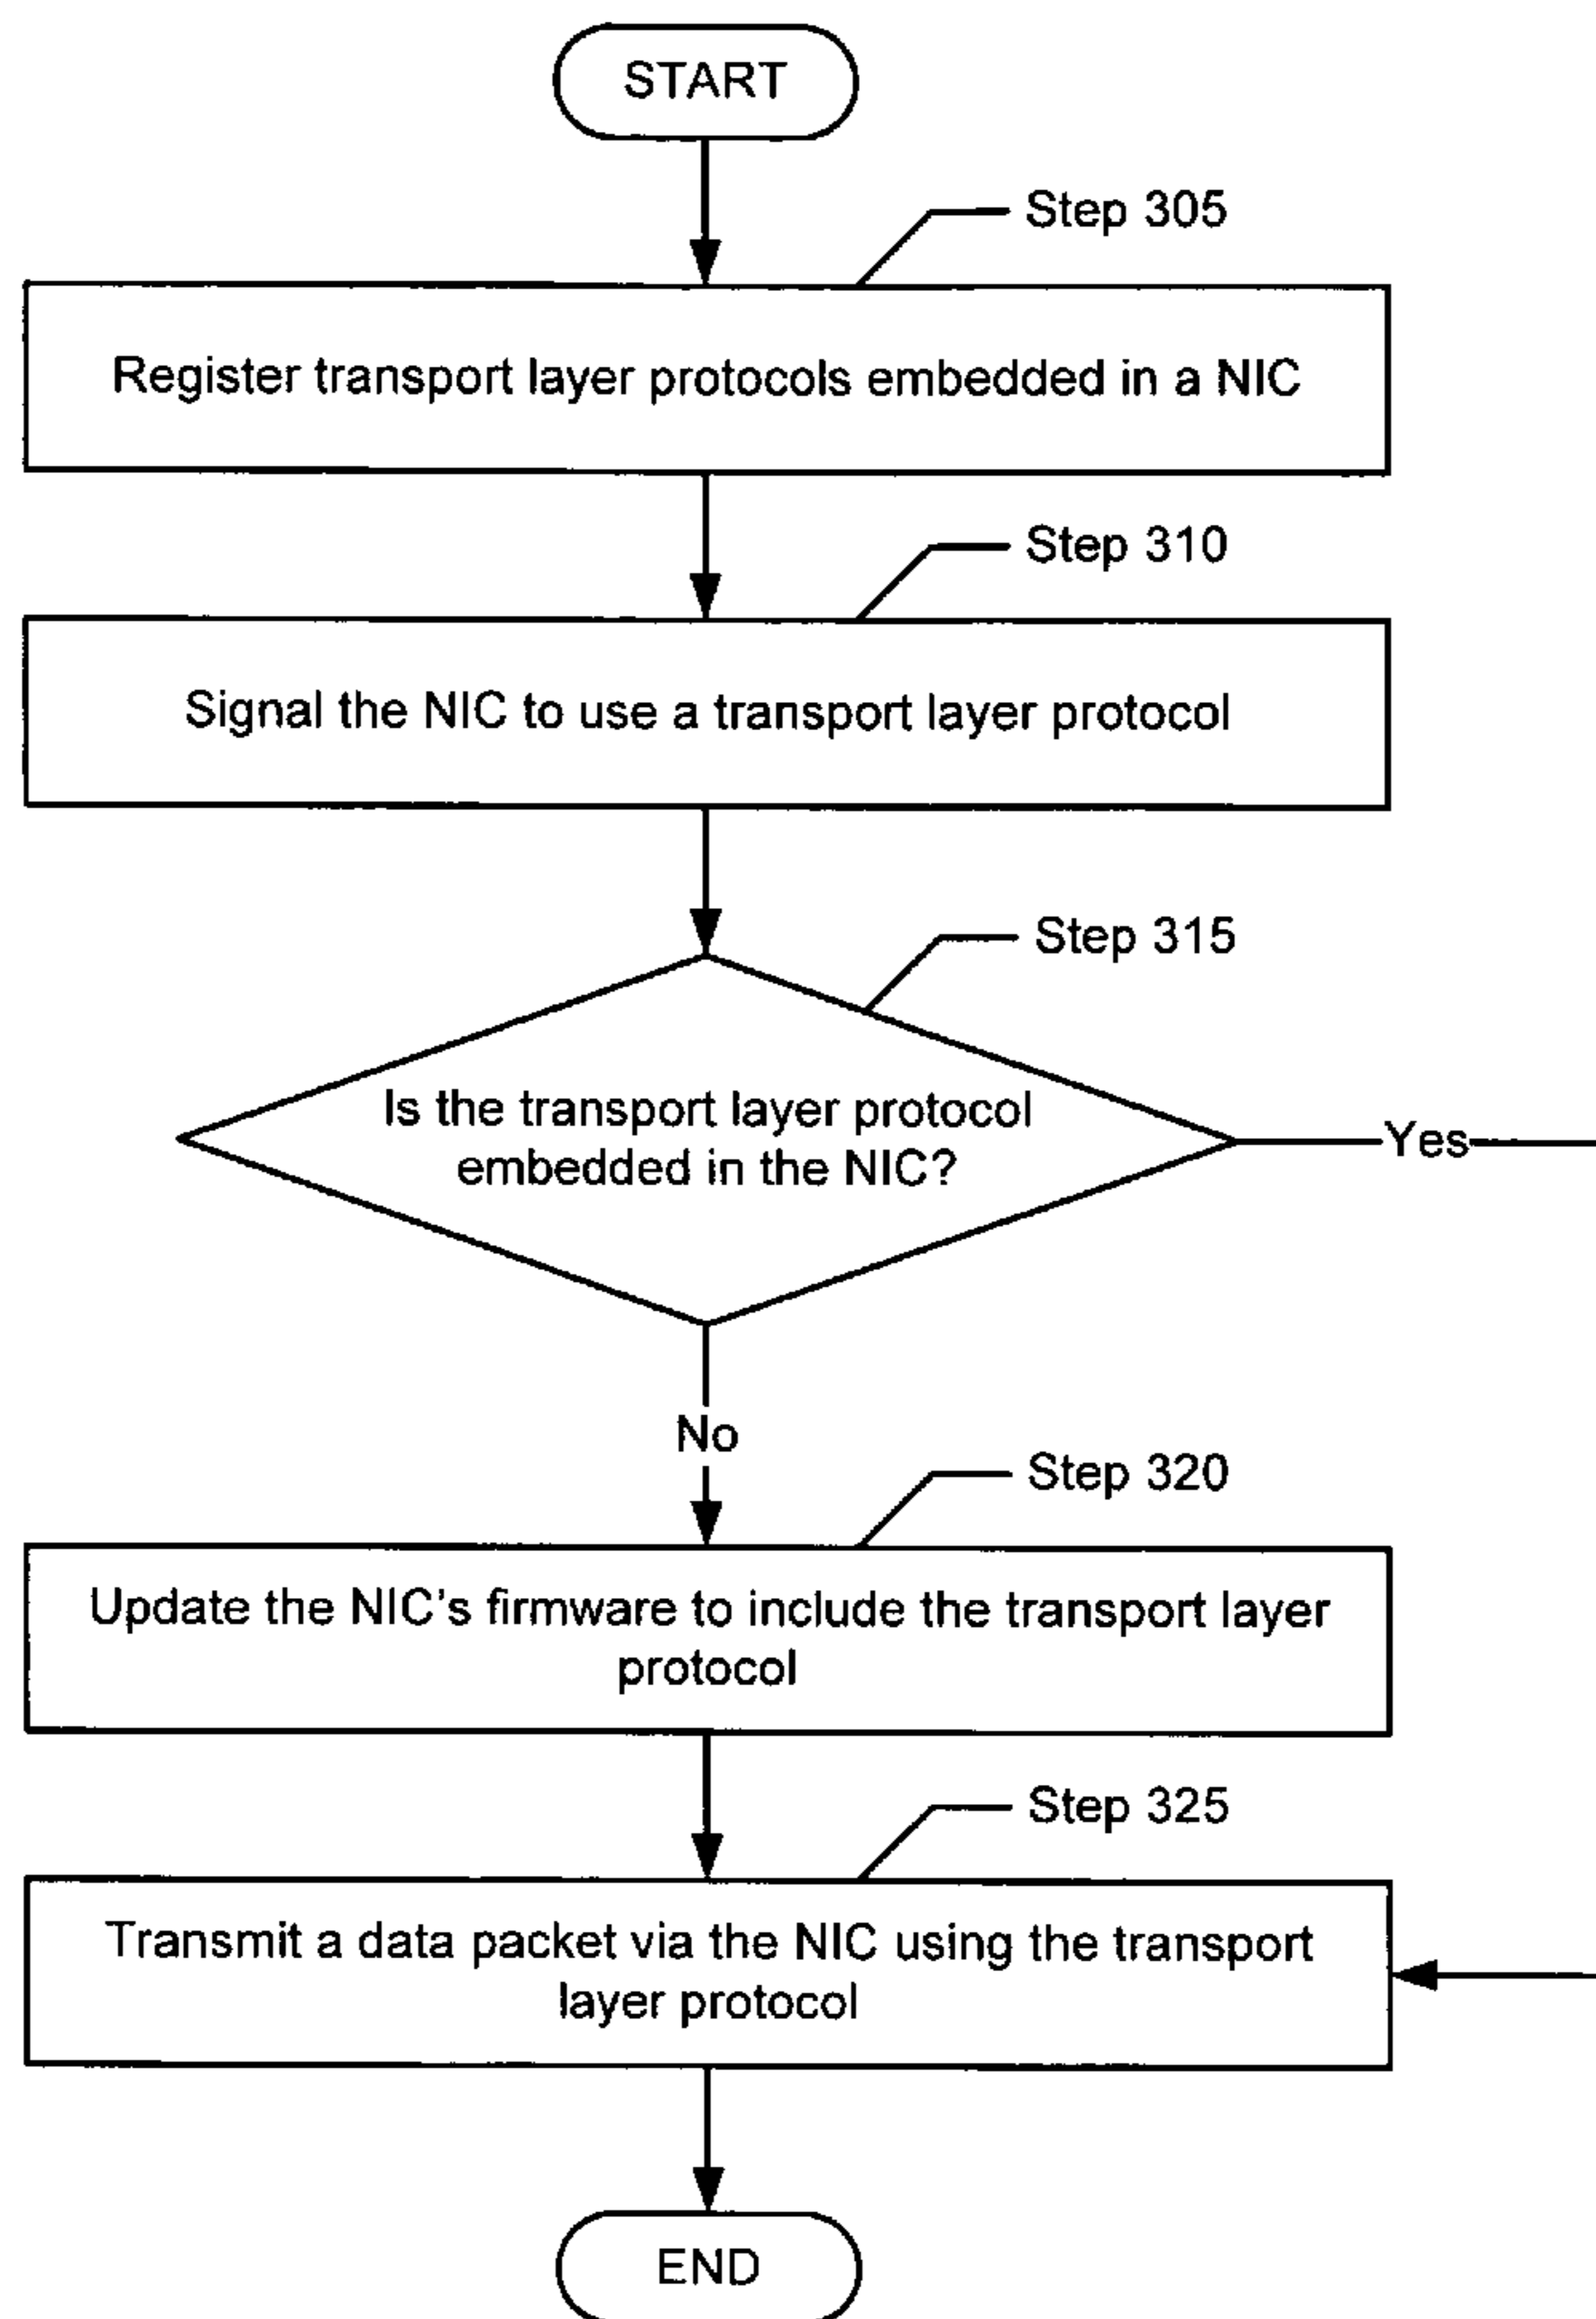 START
Step 305
Register transport layer protocols embedded in a NIC
Step 310
Signal the NIC to use a transport layer protocol
Step 315
Is the transport layer protocol
embedded in the NIC?
Yes
No
Step 320
Update the NIC's firmware to include the transport layer
protocol
Step 325
Transmit a data packet via the NIC using the transport
layer protocol
END